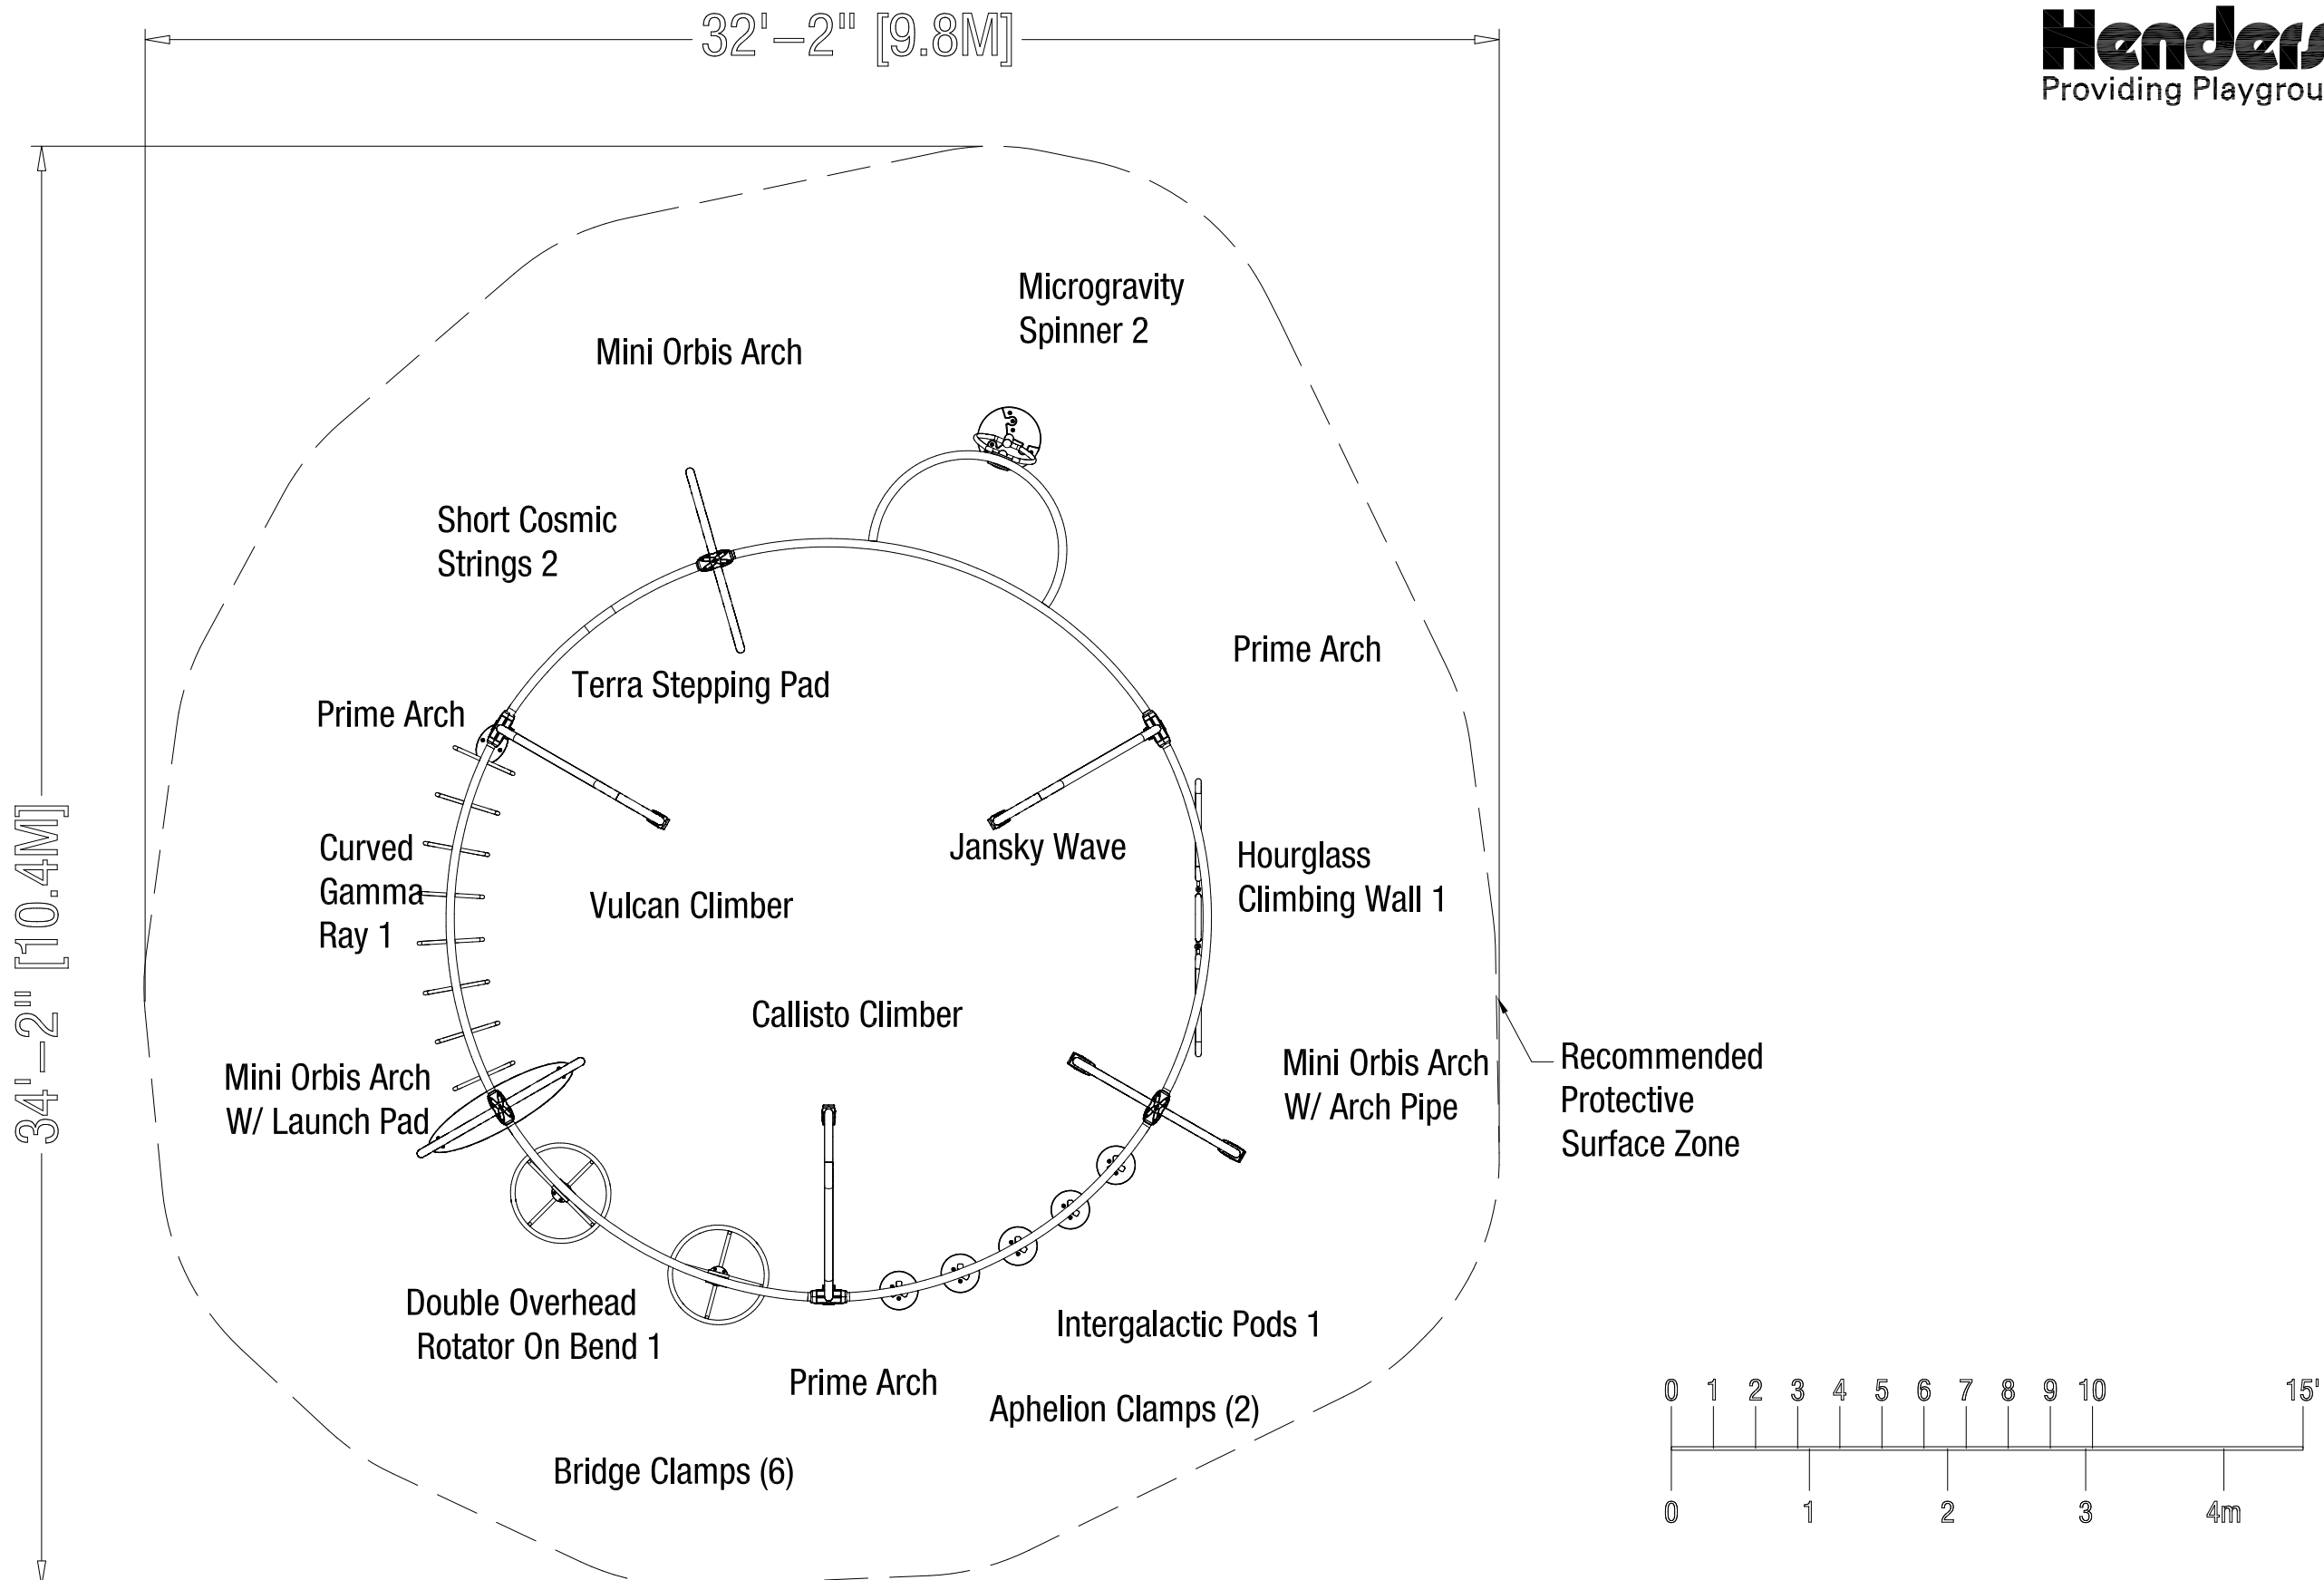 32'-2" [9.8M]
Providing
Microgravity
Spinner 2
Mini Orbis Arch
Short Cosmic
Strings 2
Prime Arch
Terra Stepping Pad
Prime Arch
34'-2" [10.4M]
Curved
Gamma
Ray 1
Jansky Wave
Hourglass
Climbing Wall 1
Vulcan Climber
Callisto Climber
Mini Orbis Arch
W/ Launch Pad
Mini Orbis Arch
W/ Arch Pipe
Recommended
Protective
Surface Zone
Double Overhead
Rotator On Bend 1
Intergalactic Pods 1
Prime Arch
Aphelion Clamps (2)
Bridge Clamps (6)
0 1 2 3 4 5 6 7 8 9 10 15'
0 1 2 3 4m